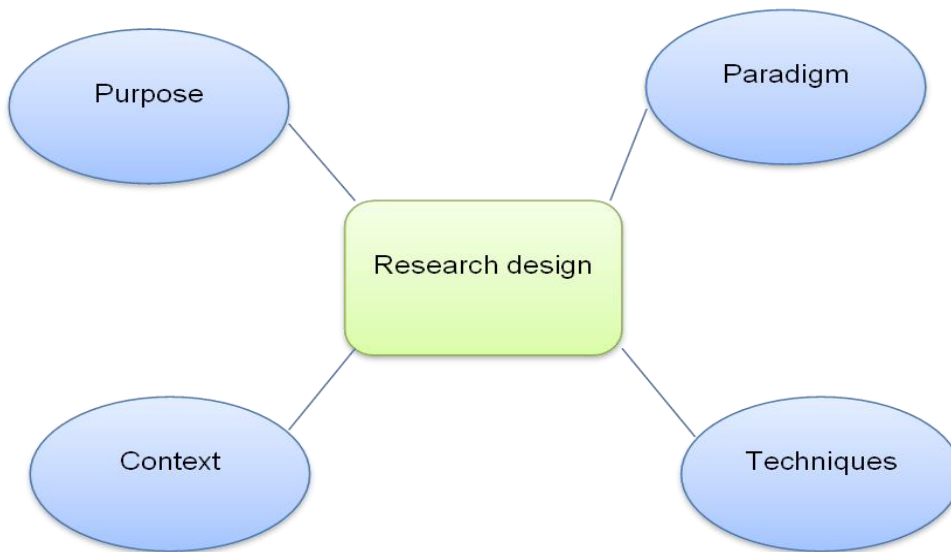 Purpose
Paradigm
Research design
Context
Techniques